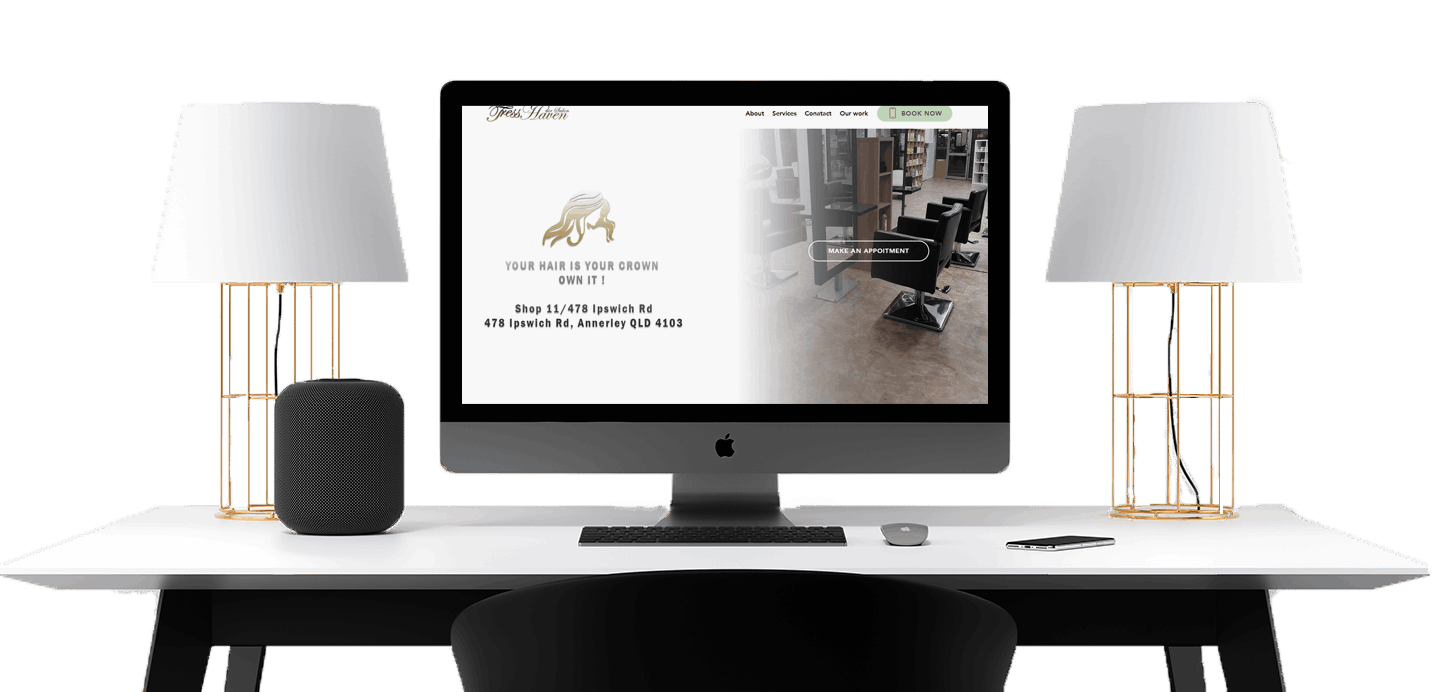 Tress Haven
Hair Salon
About Services Conatact Our work BOOK NOW
MAKE AN APPOITMENT
YOUR HAIR IS YOUR CROWN
OWN IT !
Shop 11/478 Ipswich Rd
478 Ipswich Rd, Annerley QLD 4103